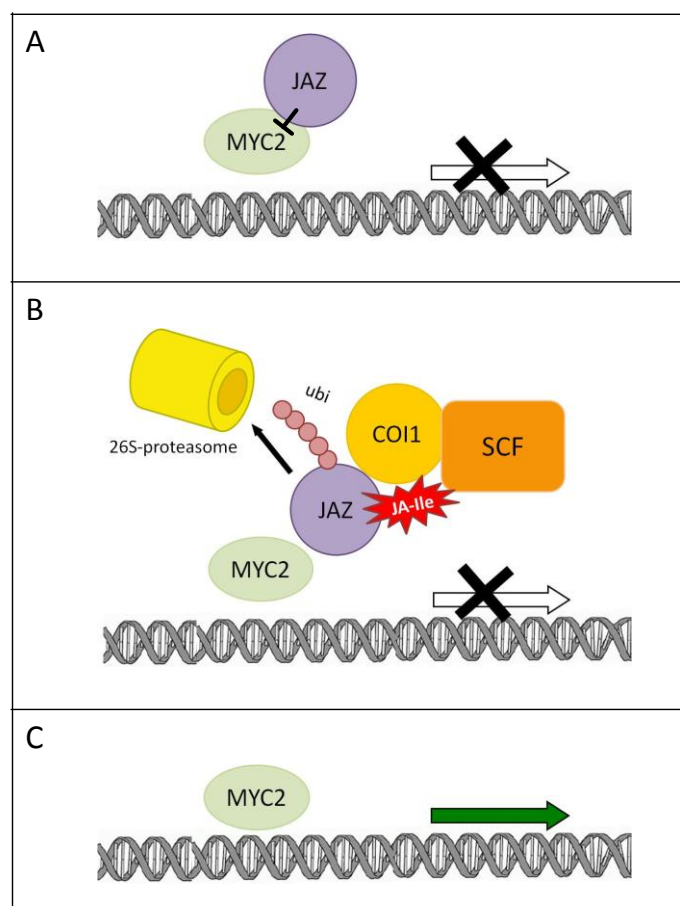 A
JAZ
MYC2
B
ubi
COI1
SCF
26S-proteasome
JAZ
JA-Ile
MYC2
C
MYC2